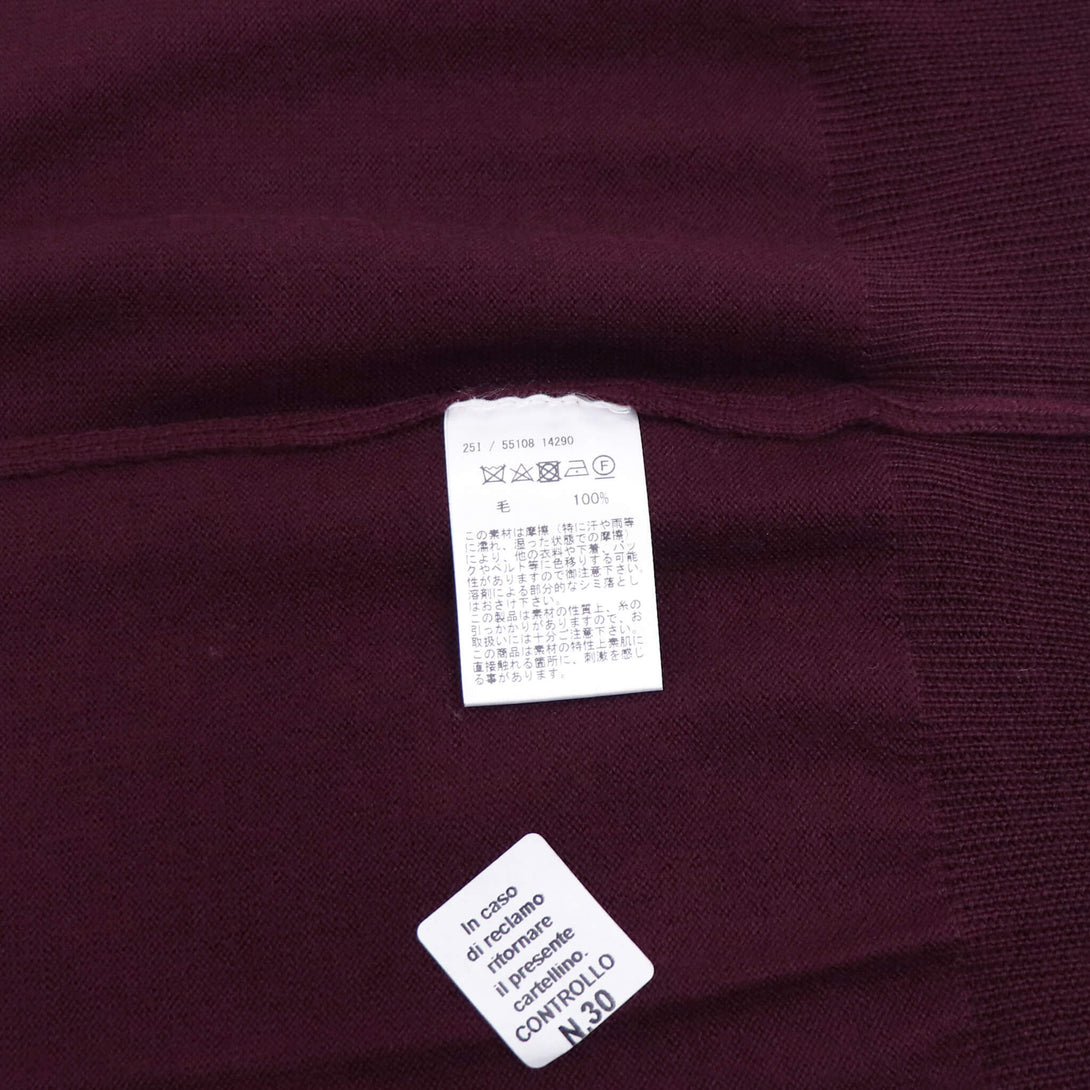 251 / 55108 14290
F
毛 100%
この素材は摩擦（特に汗や雨等
に濡れ、湿った状態での摩擦）
により、他の衣料や下着、バッ
クやベルト等に色移りする可能
性がありますので御注意下さい。
溶剤による部分的なシミ落とし
はおさけ下さい。
この製品は素材の性質上、糸の
引っかかりがありますので、お
取扱いには十分ご注意下さい。
この商品は素材の特性上素肌に
直接触れる箇所に、刺激を感じ
る事があります。
In caso
di reclamo
ritornare
il presente
cartellino.
CONTROLLO
N.30